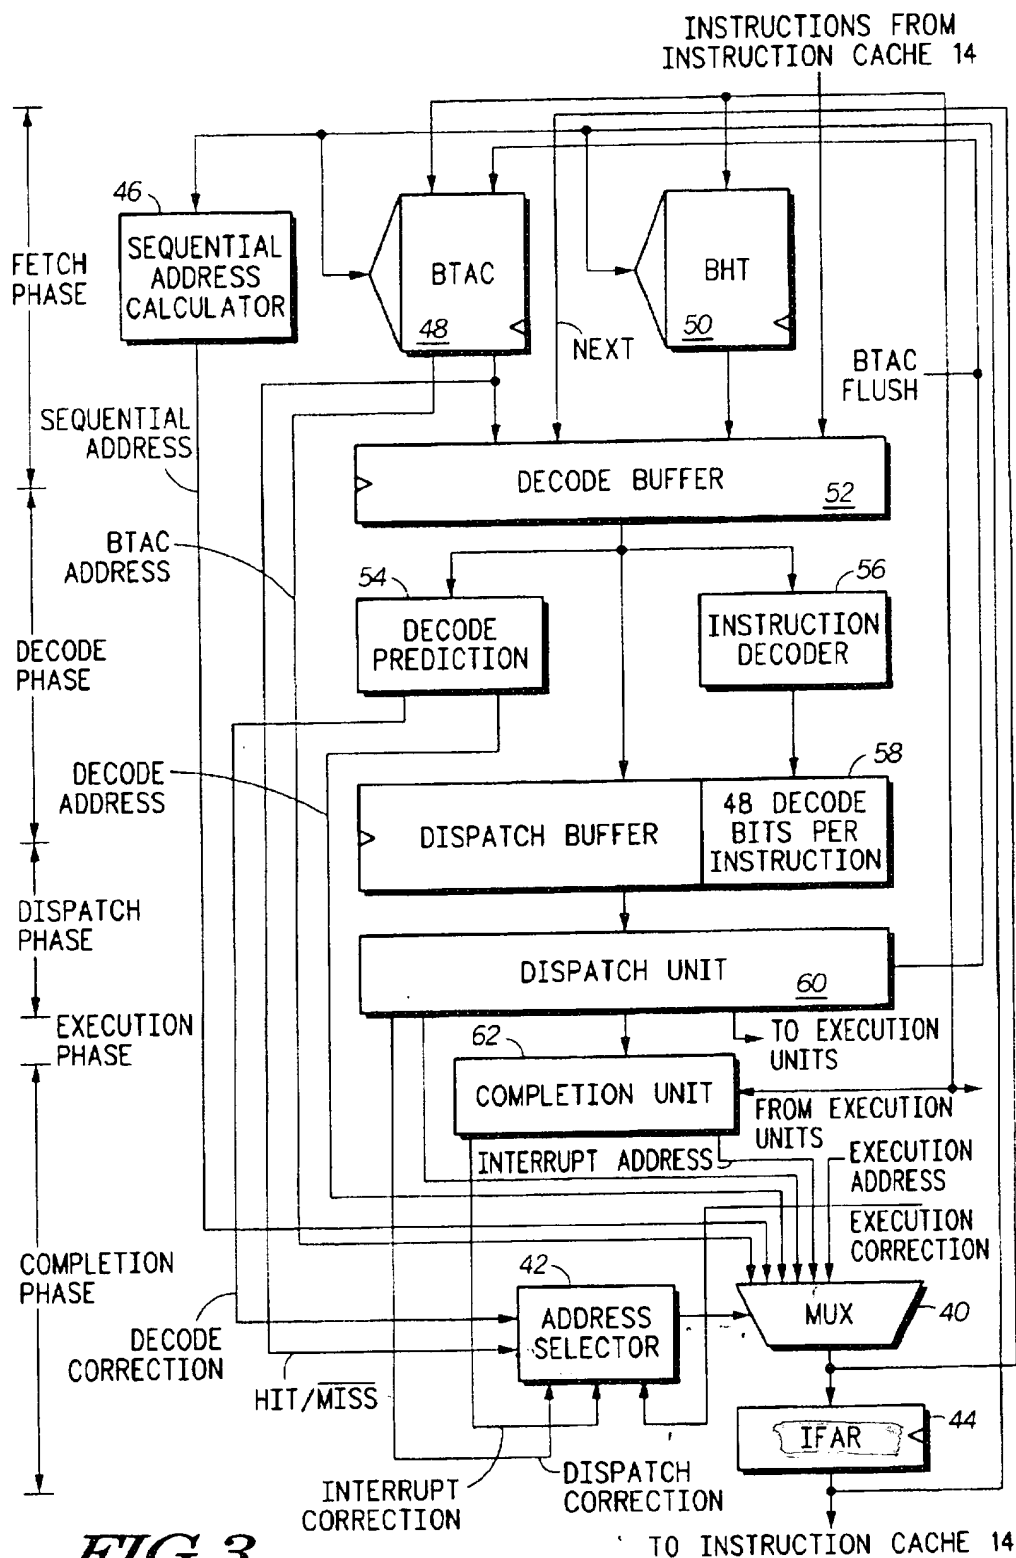 INSTRUCTIONS FROM
INSTRUCTION CACHE 14
46
SEQUENTIAL
ADDRESS
CALCULATOR
BTAC
48
BHT
50
FETCH
PHASE
NEXT
BTAC
FLUSH
SEQUENTIAL
ADDRESS
DECODE BUFFER
52
BTAC
ADDRESS
54
DECODE
PREDICTION
56
INSTRUCTION
DECODER
DECODE
PHASE
DECODE
ADDRESS
58
DISPATCH BUFFER
48 DECODE
BITS PER
INSTRUCTION
DISPATCH
PHASE
DISPATCH UNIT
60
EXECUTION
PHASE
TO EXECUTION
UNITS
62
COMPLETION UNIT
FROM EXECUTION
UNITS
INTERRUPT ADDRESS
EXECUTION
ADDRESS
EXECUTION
CORRECTION
COMPLETION
PHASE
42
ADDRESS
SELECTOR
MUX
40
DECODE
CORRECTION
HIT/MISS
IFAR
44
INTERRUPT
CORRECTION
DISPATCH
CORRECTION
TO INSTRUCTION CACHE 14
FIG.3